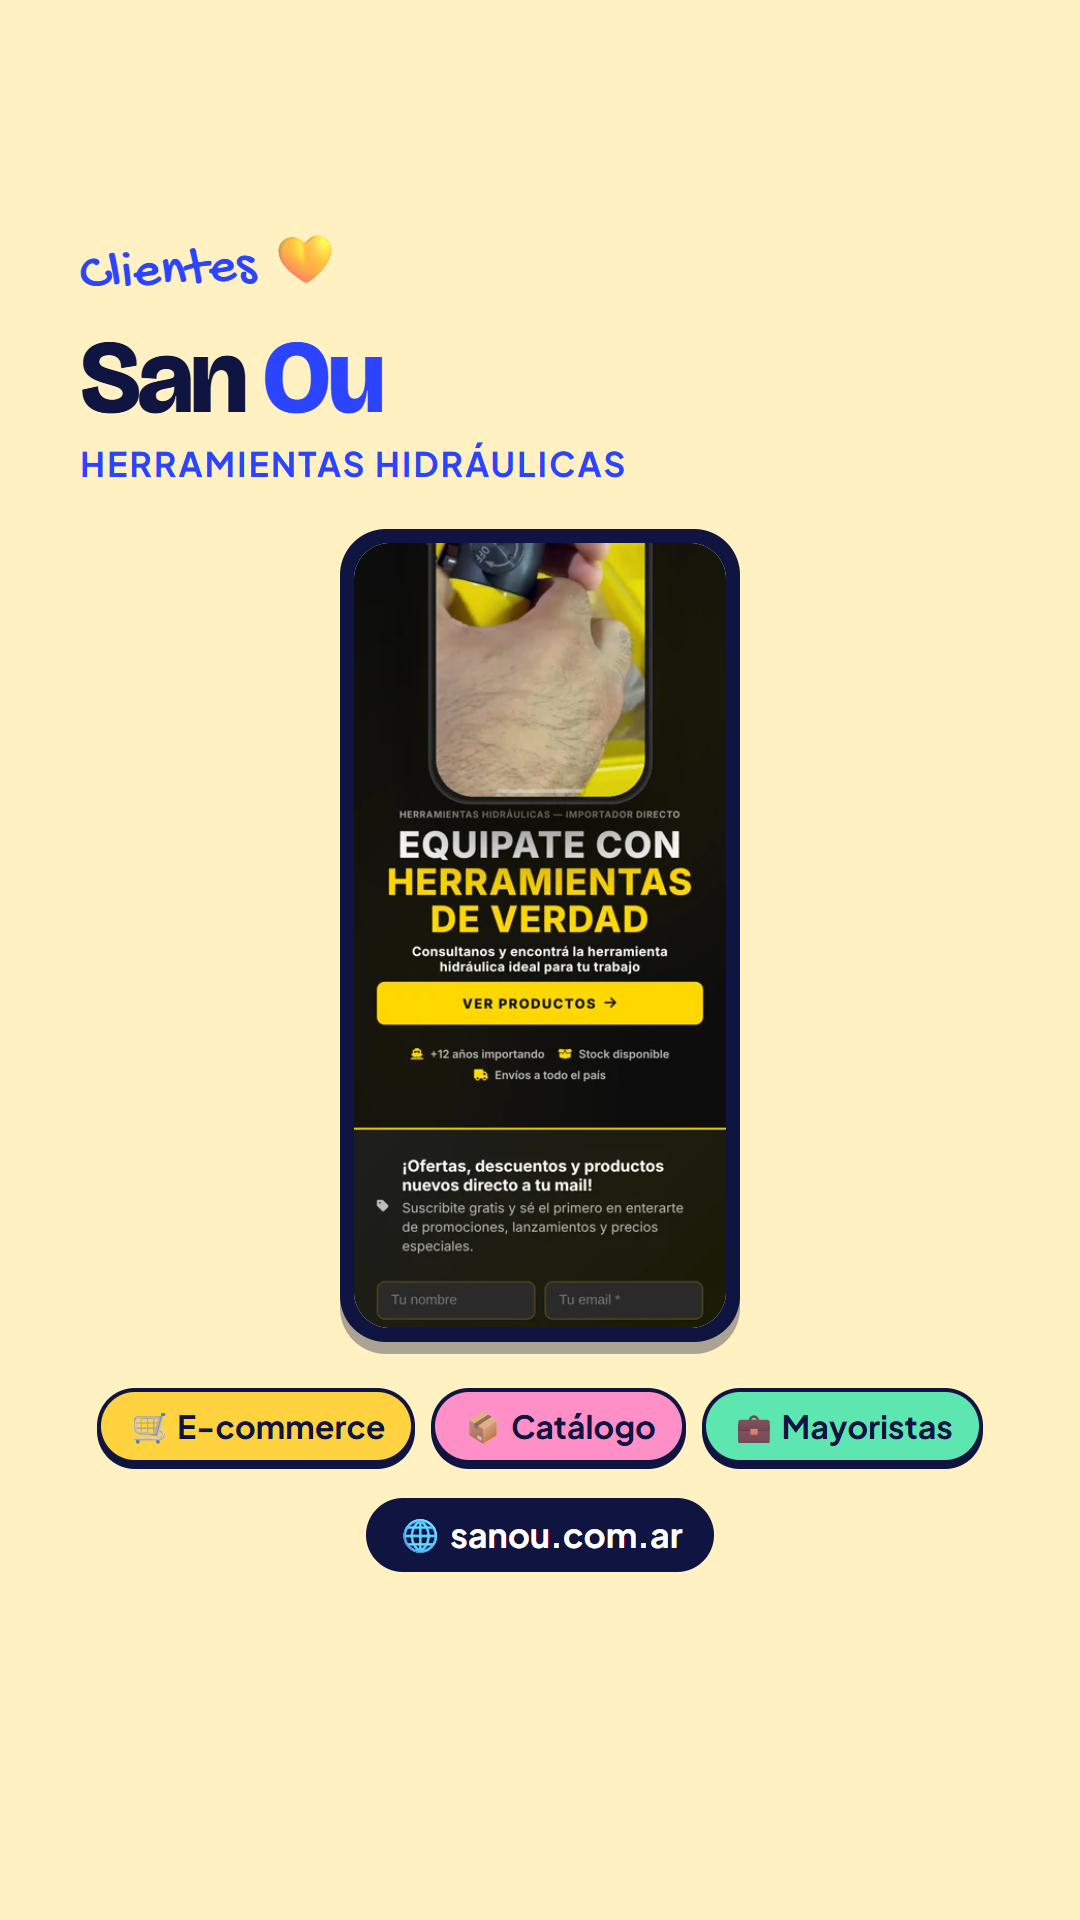 Clientes 💛
San Ou
HERRAMIENTAS HIDRÁULICAS
OFF
HERRAMIENTAS HIDRÁULICAS — IMPORTADOR DIRECTO
EQUIPATE CON
HERRAMIENTAS
DE VERDAD
Consultanos y encontrá la herramienta
hidráulica ideal para tu trabajo
VER PRODUCTOS →
+12 años importando Stock disponible
Envíos a todo el país
¡Ofertas, descuentos y productos
nuevos directo a tu mail!
Suscribite gratis y sé el primero en enterarte
de promociones, lanzamientos y precios
especiales.
Tu nombre Tu email *
🛒 E-commerce 📦 Catálogo 💼 Mayoristas
🌐 sanou.com.ar